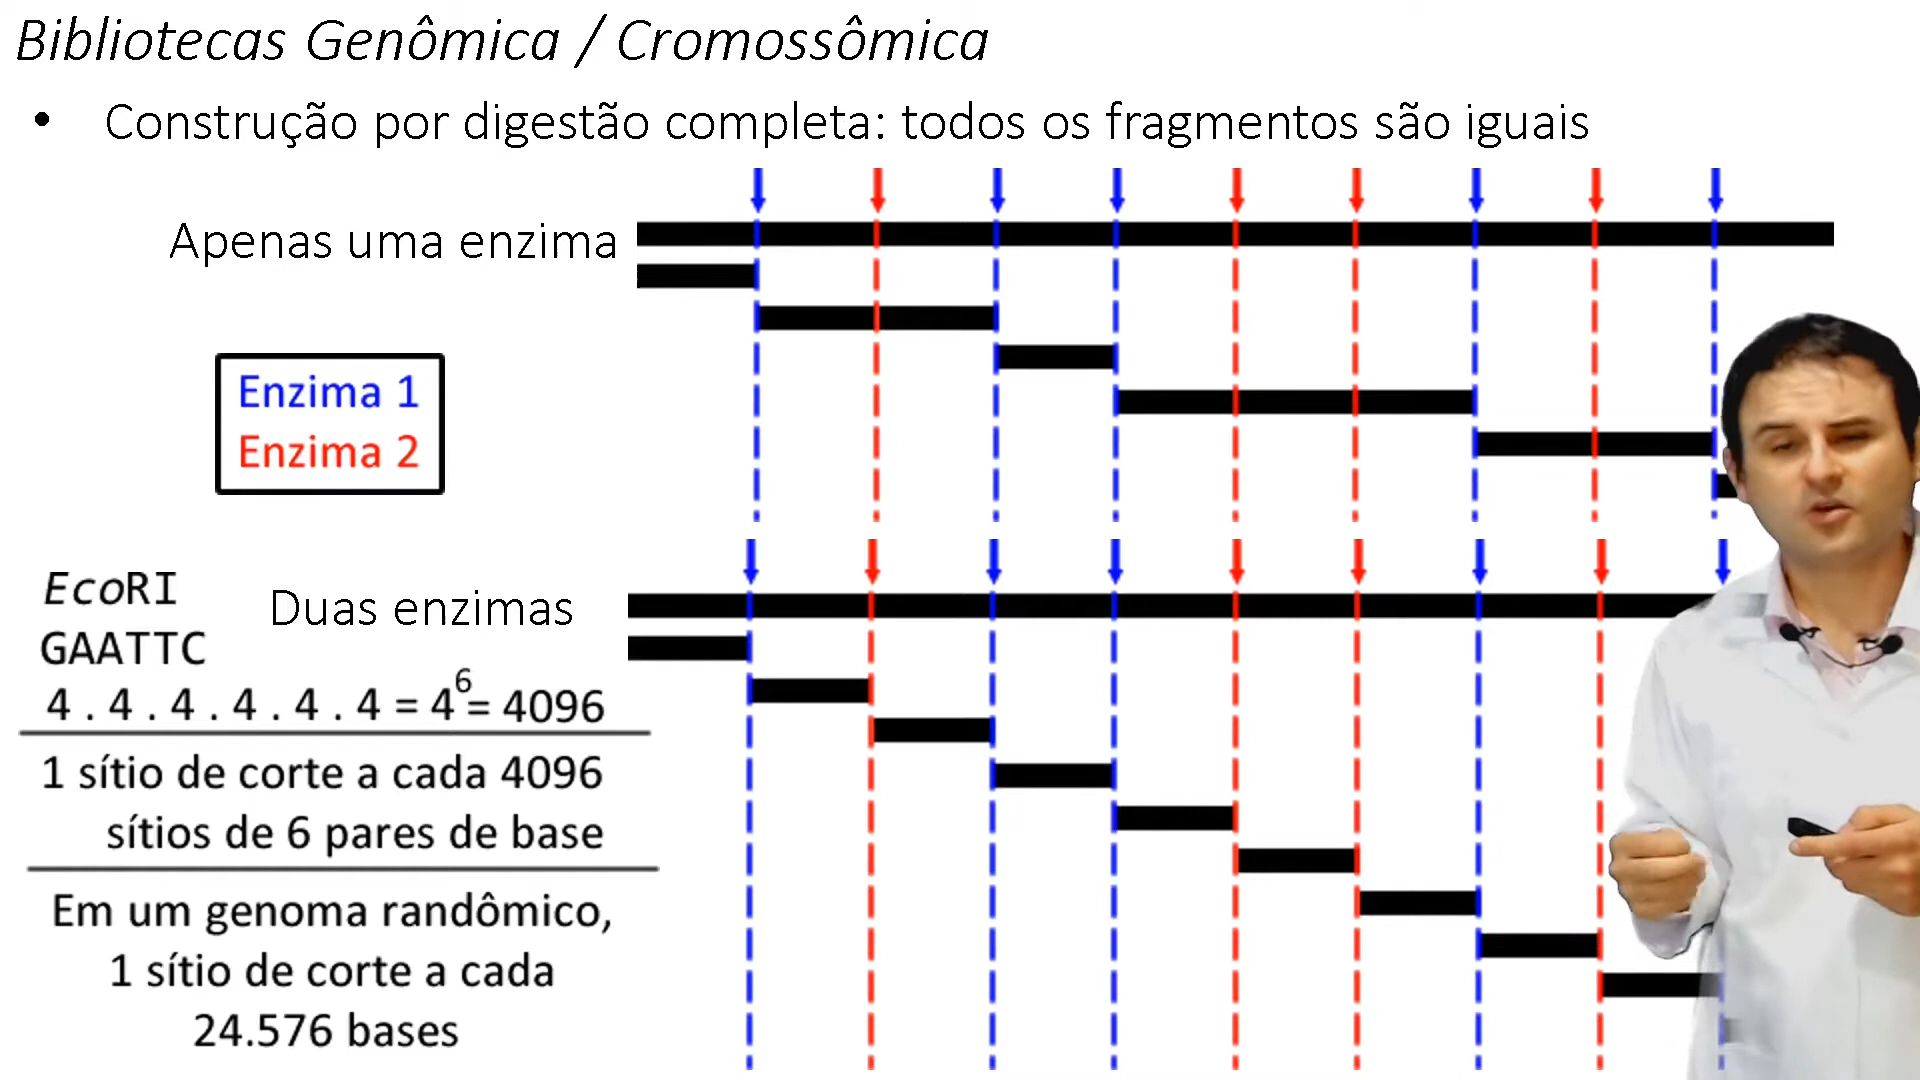 Bibliotecas Genômica / Cromossômica
• Construção por digestão completa: todos os fragmentos são iguais
Apenas uma enzima
Enzima 1
Enzima 2
EcoRI
GAATTC
Duas enzimas
4 . 4 . 4 . 4 . 4 . 4 = 4⁶= 4096
1 sítio de corte a cada 4096
sítios de 6 pares de base
Em um genoma randômico,
1 sítio de corte a cada
24.576 bases